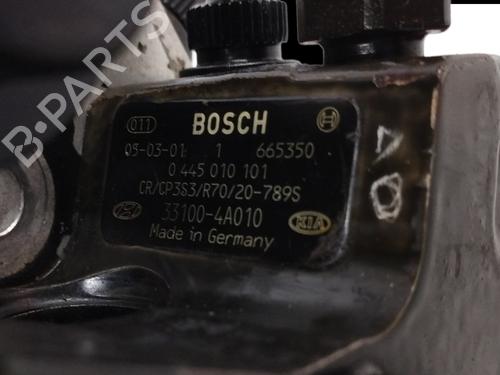 B-PARTS
011 BOSCH
05-03-01 1 665350
0 445 010 101
CR/CP3S3/R70/20-789S
33100-4A010 KIA
Made in Germany